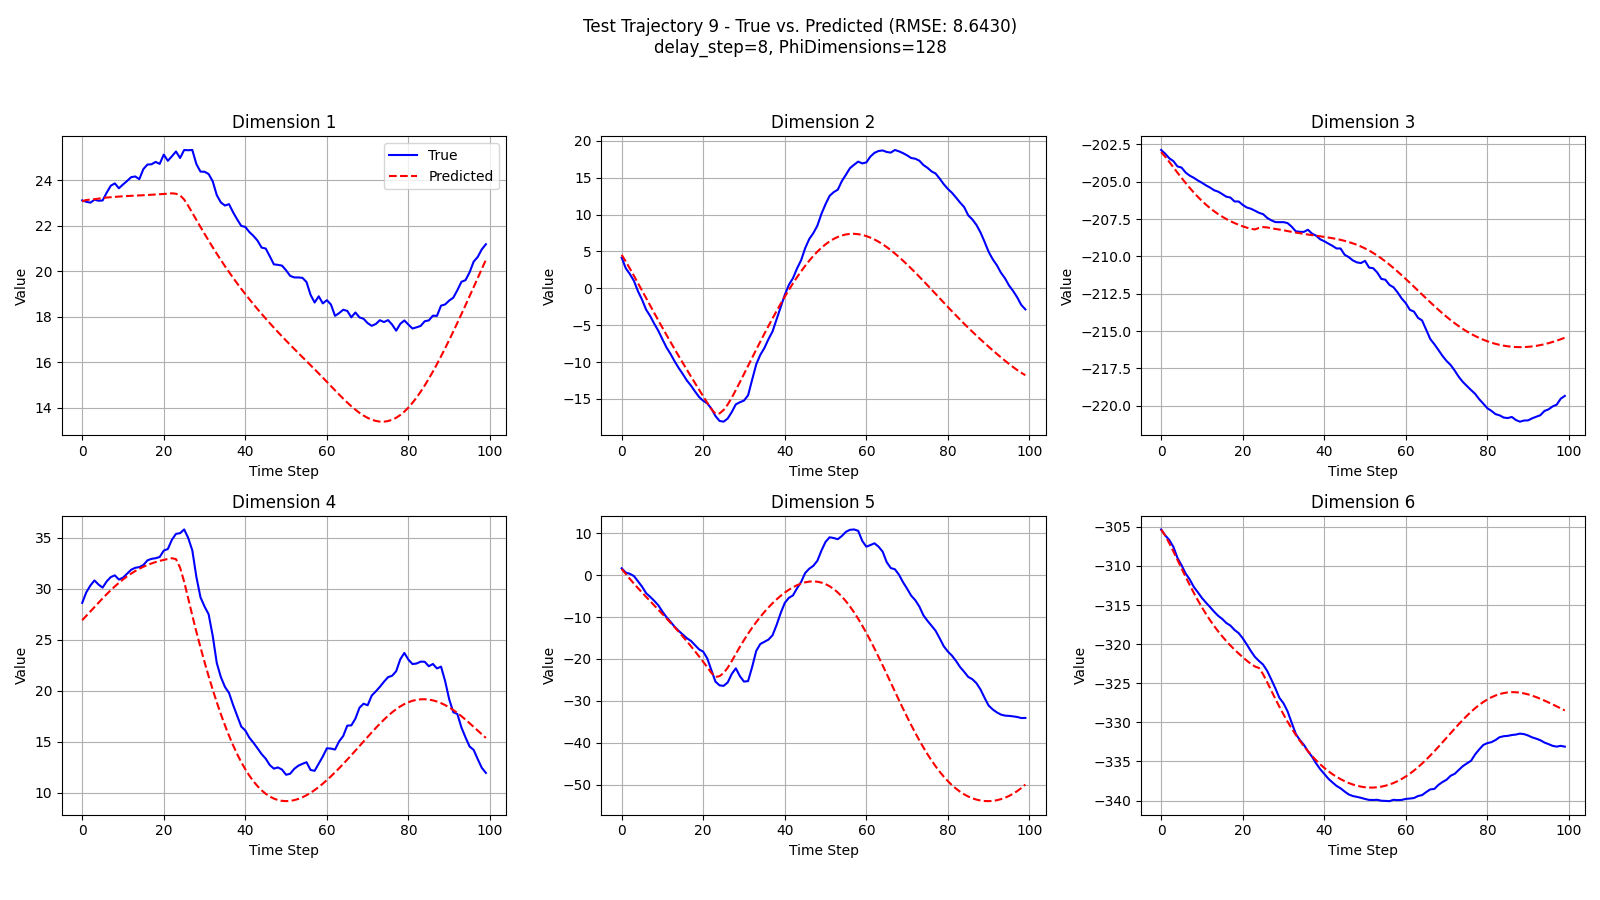 Test Trajectory 9 - True vs. Predicted (RMSE: 8.6430)
delay_step=8, PhiDimensions=128
Dimension 1
True
Predicted
Value
24
22
20
18
16
14
0 20 40 60 80 100
Time Step
Dimension 2
Value
20
15
10
5
0
−5
−10
−15
0 20 40 60 80 100
Time Step
Dimension 3
Value
−202.5
−205.0
−207.5
−210.0
−212.5
−215.0
−217.5
−220.0
0 20 40 60 80 100
Time Step
Dimension 4
Value
35
30
25
20
15
10
0 20 40 60 80 100
Time Step
Dimension 5
Value
10
0
−10
−20
−30
−40
−50
0 20 40 60 80 100
Time Step
Dimension 6
Value
−305
−310
−315
−320
−325
−330
−335
−340
0 20 40 60 80 100
Time Step